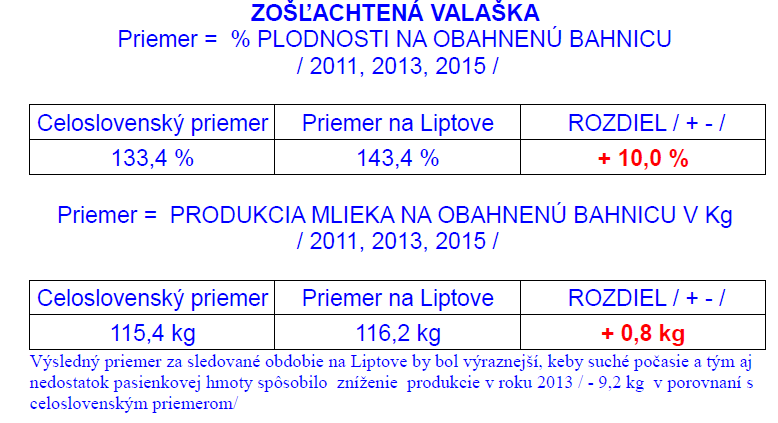 ZOŠĽACHTENÁ VALAŠKA
Priemer = % PLODNOSTI NA OBAHNENÚ BAHNICU
/ 2011, 2013, 2015 /
Celoslovenský priemer Priemer na Liptove ROZDIEL / + - /
133,4 % 143,4 % + 10,0 %
Priemer = PRODUKCIA MLIEKA NA OBAHNENÚ BAHNICU V Kg
/ 2011, 2013, 2015 /
Celoslovenský priemer Priemer na Liptove ROZDIEL / + - /
115,4 kg 116,2 kg + 0,8 kg
Výsledný priemer za sledované obdobie na Liptove by bol výraznejší, keby suché počasie a tým aj
nedostatok pasienkovej hmoty spôsobilo zníženie produkcie v roku 2013 / - 9,2 kg v porovnaní s
celoslovenským priemerom/